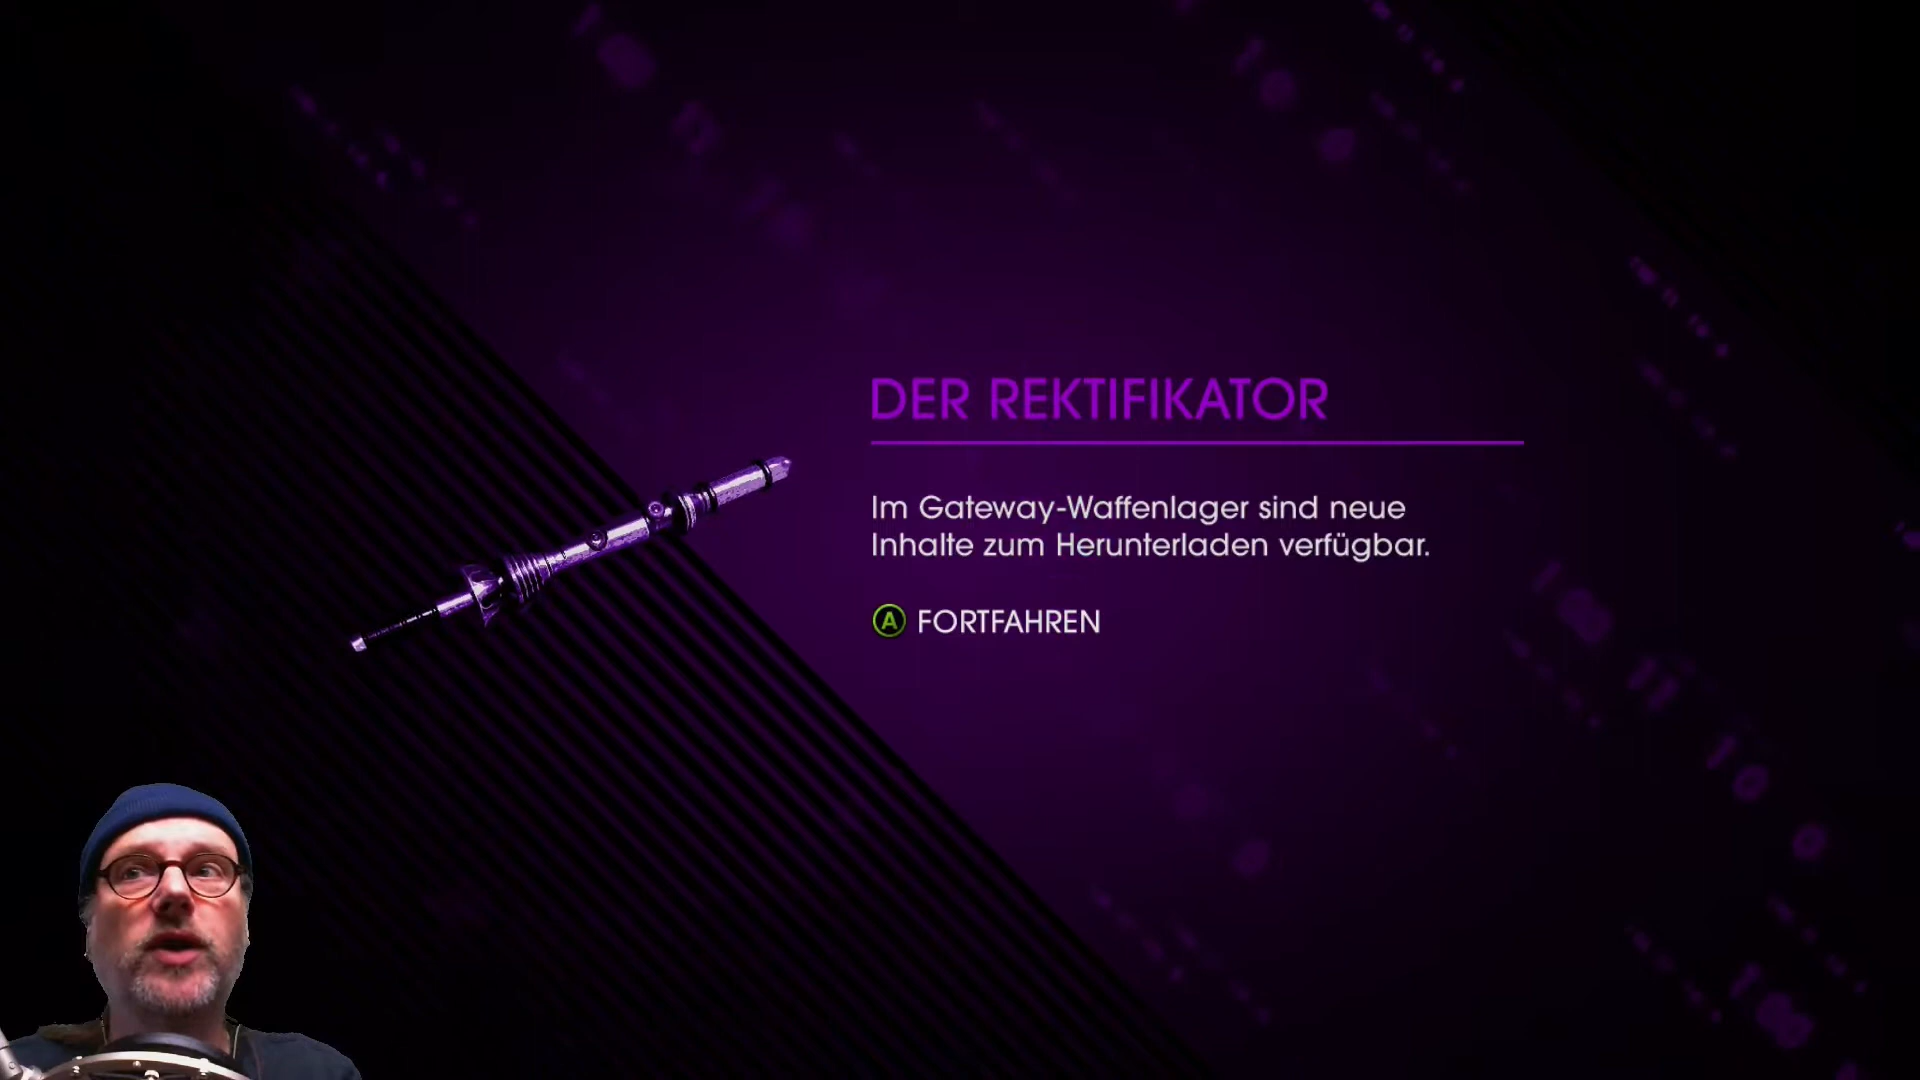 DER REKTIFIKATOR
Im Gateway-Waffenlager sind neue
Inhalte zum Herunterladen verfügbar.
A FORTFAHREN